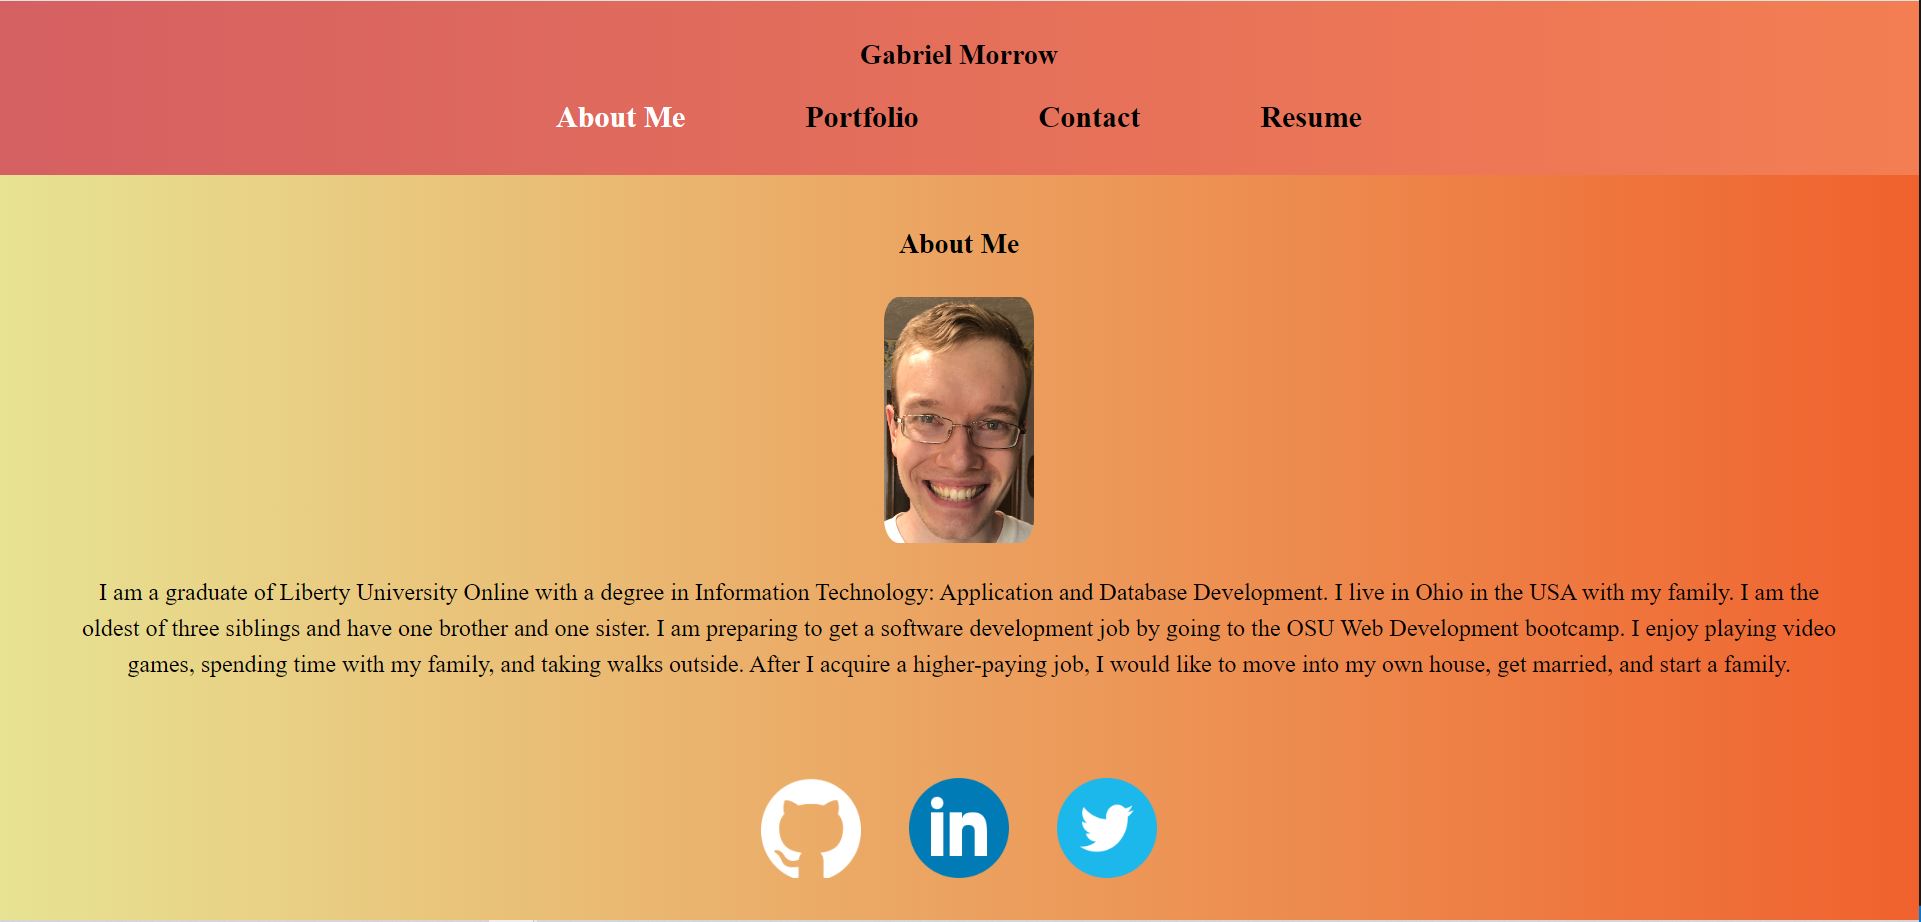 Gabriel Morrow
About Me Portfolio Contact Resume
About Me
I am a graduate of Liberty University Online with a degree in Information Technology: Application and Database Development. I live in Ohio in the USA with my family. I am the
oldest of three siblings and have one brother and one sister. I am preparing to get a software development job by going to the OSU Web Development bootcamp. I enjoy playing video
games, spending time with my family, and taking walks outside. After I acquire a higher-paying job, I would like to move into my own house, get married, and start a family.
in